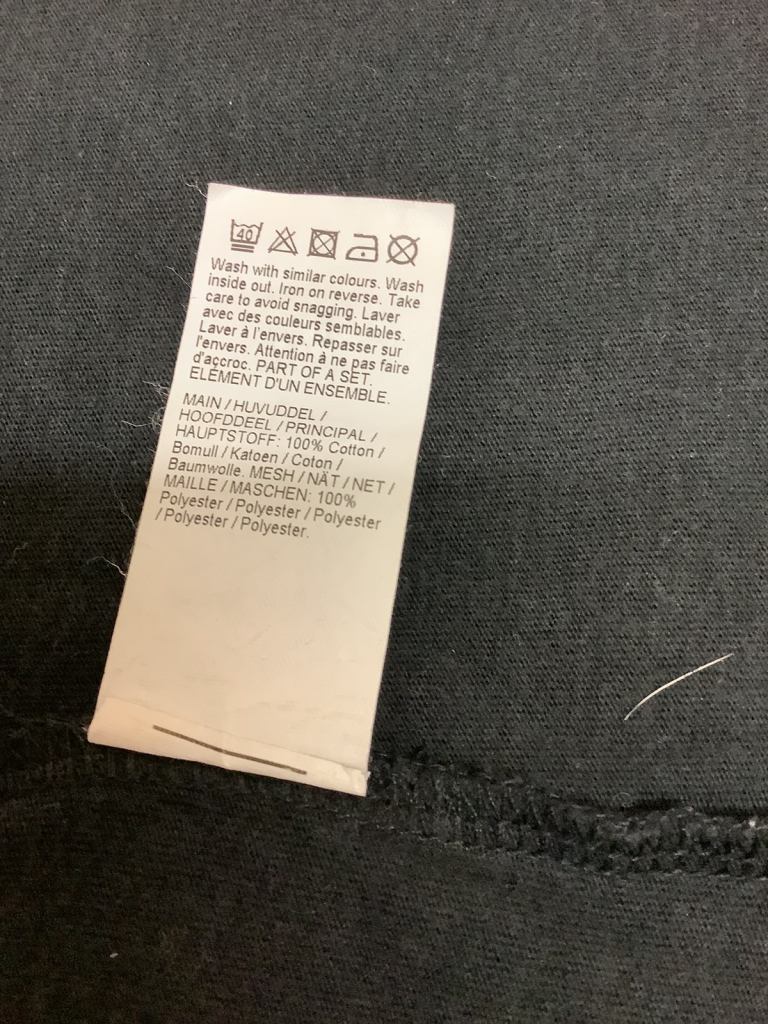 40
Wash with similar colours. Wash
inside out. Iron on reverse. Take
care to avoid snagging. Laver
avec des couleurs semblables.
Laver à l'envers. Repasser sur
l'envers. Attention à ne pas faire
d'accroc. PART OF A SET.
ELÉMENT D'UN ENSEMBLE.
MAIN / HUVUDDEL /
HOOFDDEEL / PRINCIPAL /
HAUPTSTOFF: 100% Cotton /
Bomull / Katoen / Coton /
Baumwolle. MESH / NÄT / NET /
MAILLE / MASCHEN: 100%
Polyester / Polyester / Polyester
/ Polyester / Polyester.